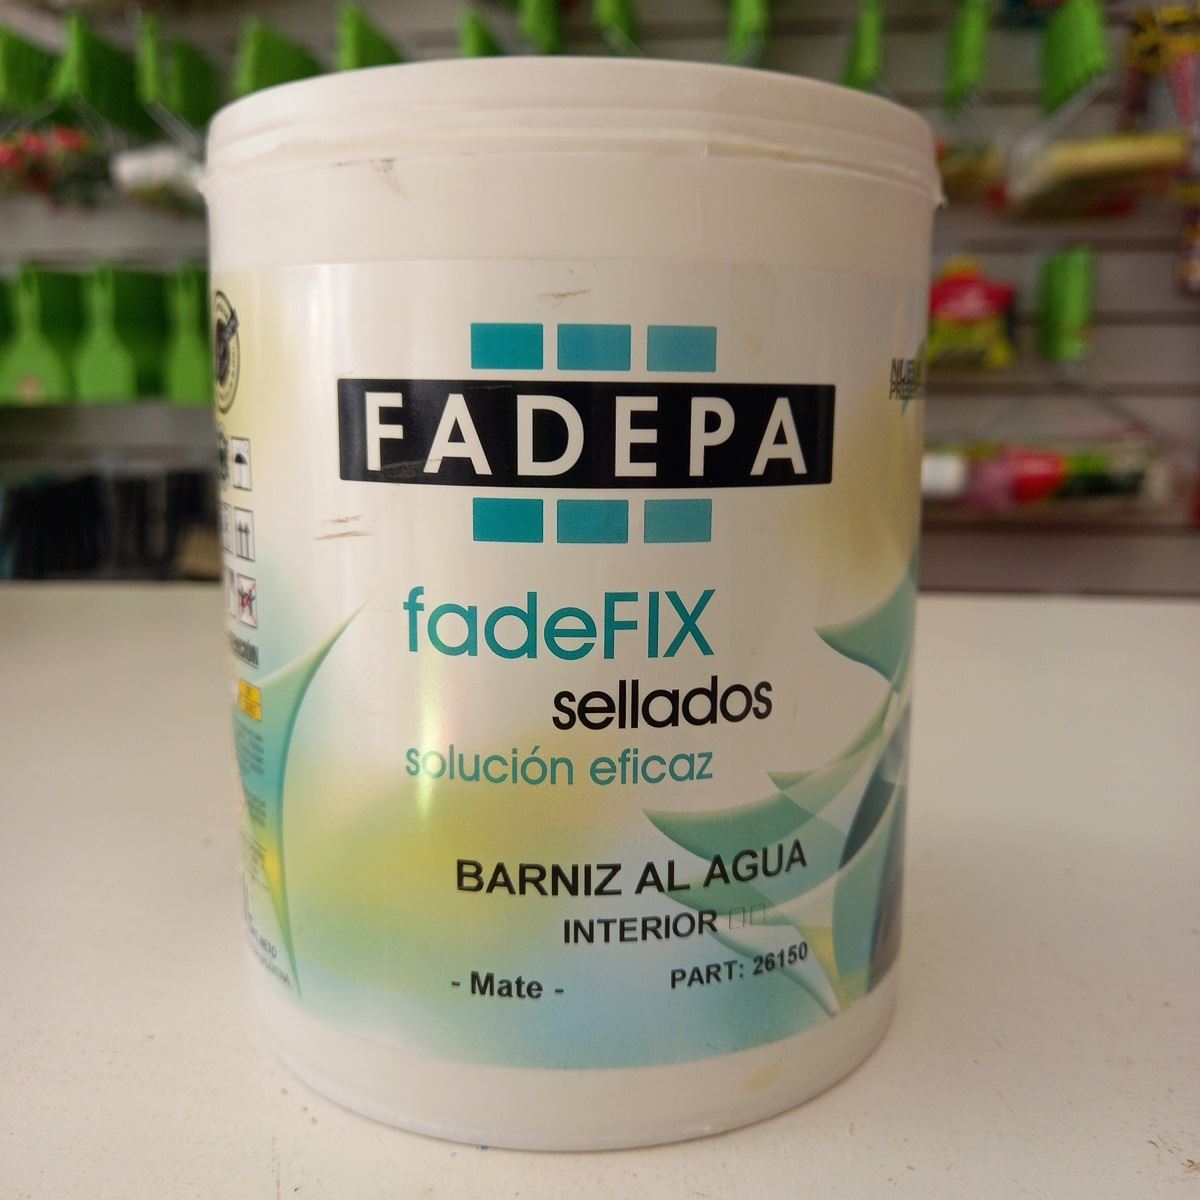 FADEPA
fadeFIX
sellados
solución eficaz
BARNIZ AL AGUA
INTERIOR
- Mate -
PART: 26150